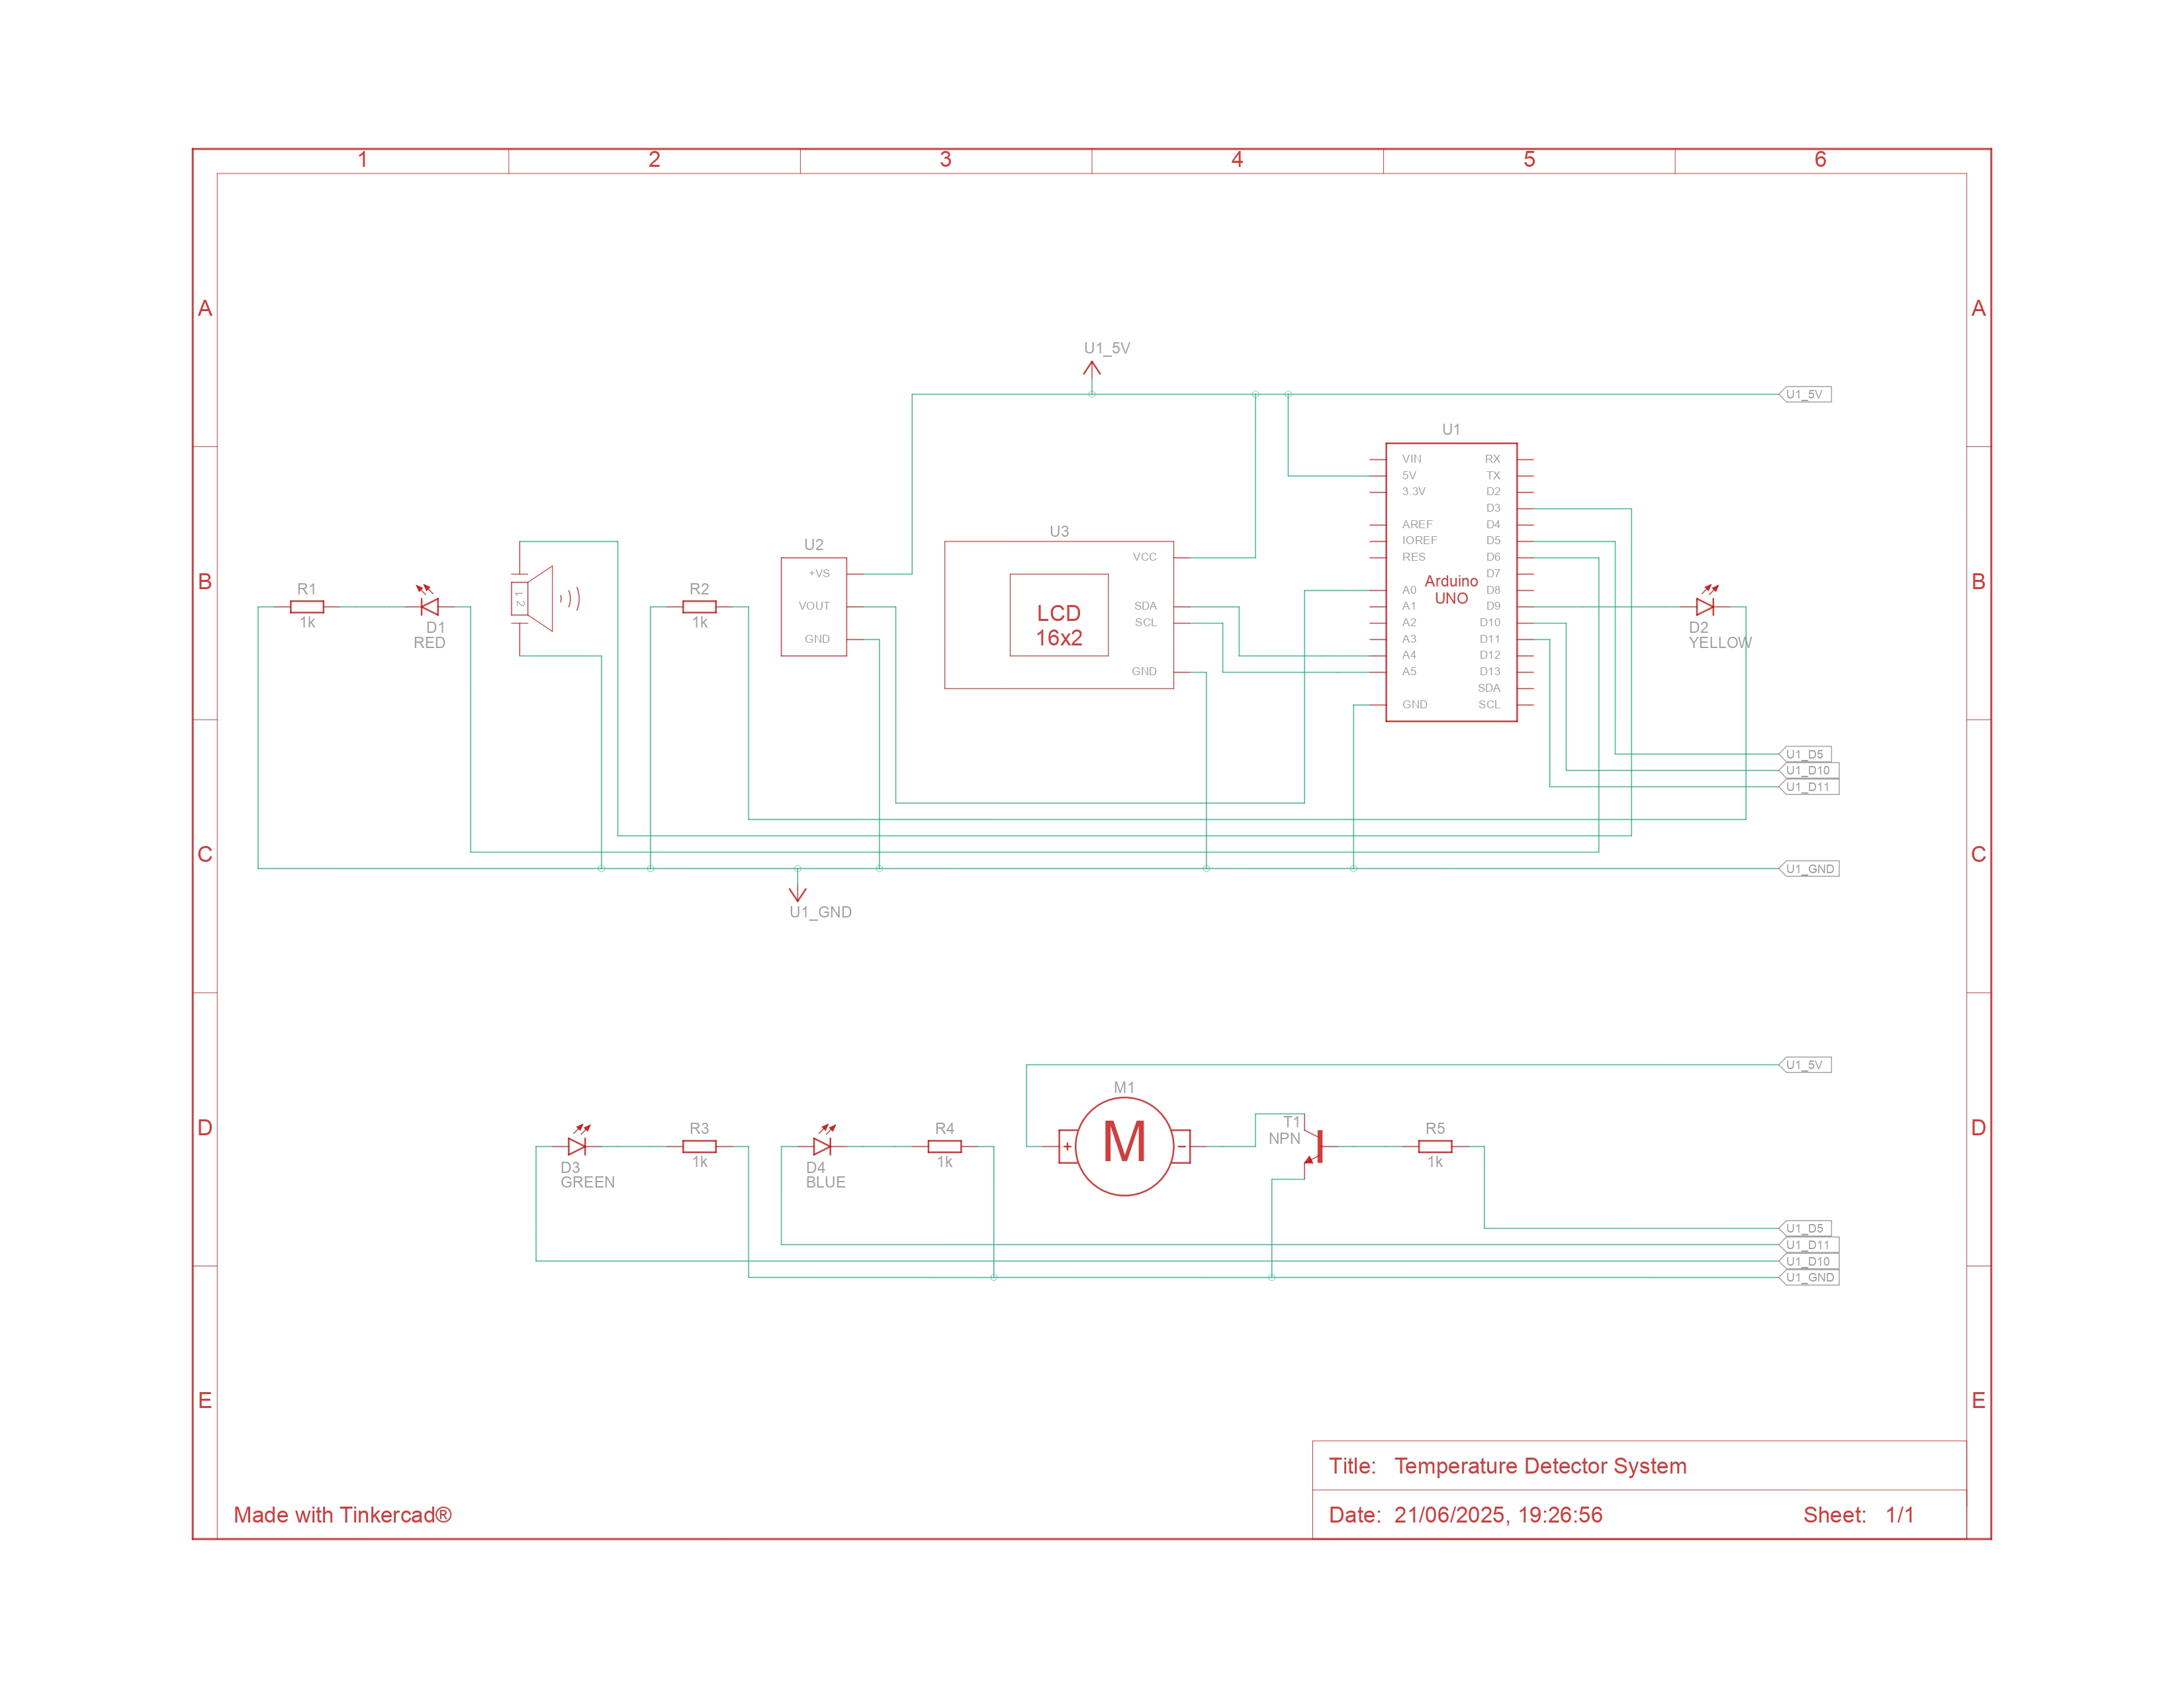 1 2 3 4 5 6
A A
U1_5V
U1_5V
U1
VIN RX
5V TX
3.3V D2
D3
AREF D4
IOREF D5
RES D6
D7
A0 D8
A1 D9
A2 D10
A3 D11
A4 D12
A5 D13
SDA
GND SCL
Arduino
UNO
B B
R1
1k
D1
RED
1 2
R2
1k
U2
+VS
VOUT
GND
U3
VCC
SDA
SCL
GND
LCD
16x2
D2
YELLOW
U1_D5
U1_D10
U1_D11
C C
U1_GND
U1_GND
U1_5V
D D
D3
GREEN
R3
1k
D4
BLUE
R4
1k
M1
+ M -
T1
NPN
R5
1k
U1_D5
U1_D11
U1_D10
U1_GND
E E
Title: Temperature Detector System
Made with Tinkercad®
Date: 21/06/2025, 19:26:56 Sheet: 1/1